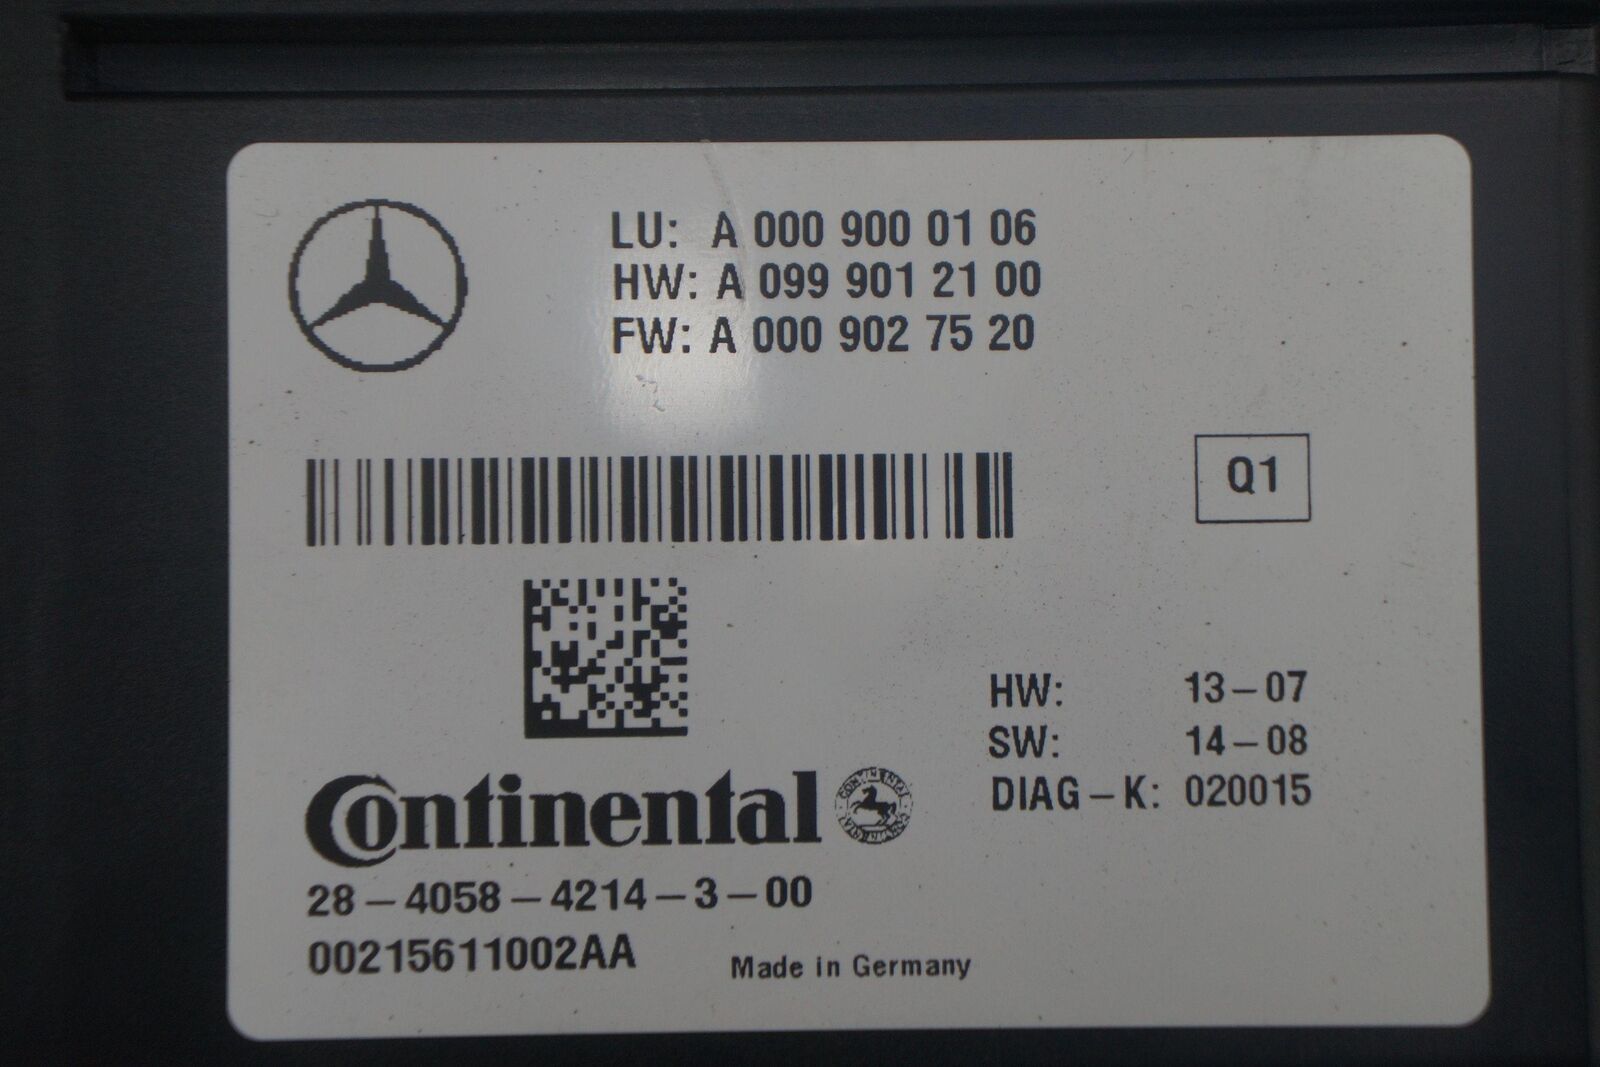 LU: A 000 900 01 06
HW: A 099 901 21 00
FW: A 000 902 75 20
Q1
HW: 13-07
SW: 14-08
DIAG-K: 020015
Continental
CONTINENTAL
28-4058-4214-3-00
00215611002AA
Made in Germany